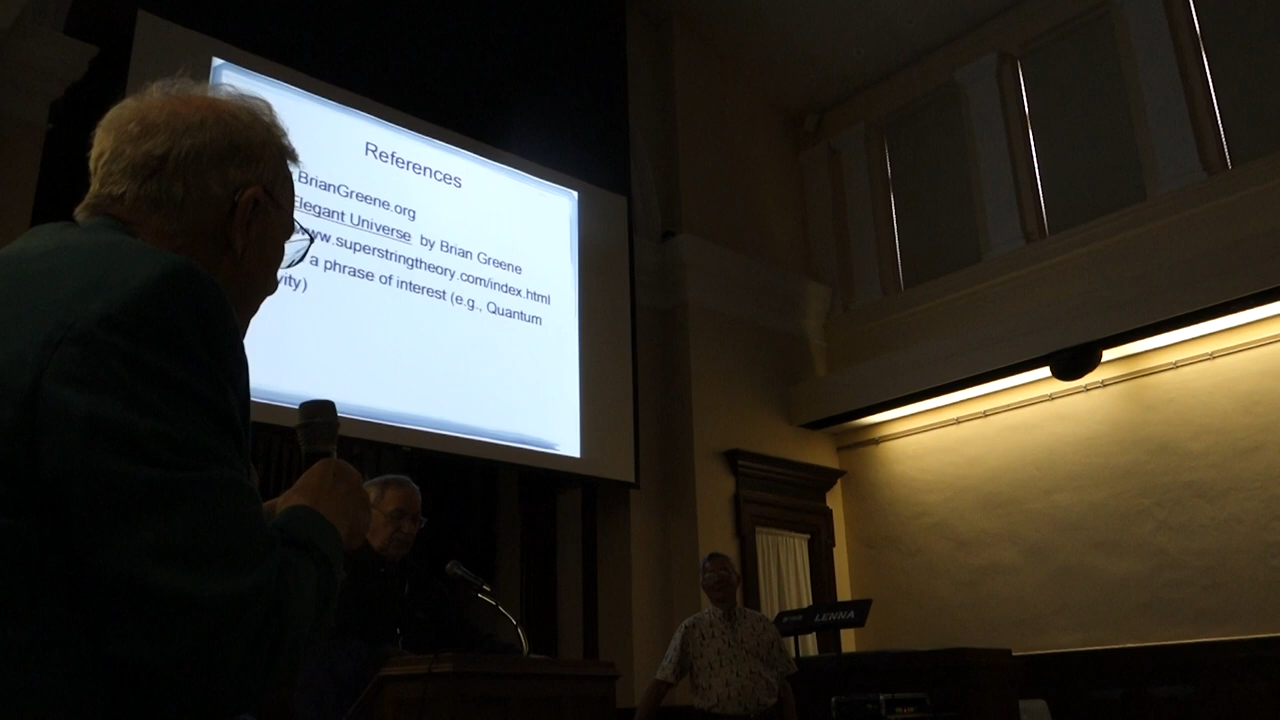 References
.BrianGreene.org
Elegant Universe by Brian Greene
www.superstringtheory.com/index.html
a phrase of interest (e.g., Quantum
vity)
LENNA